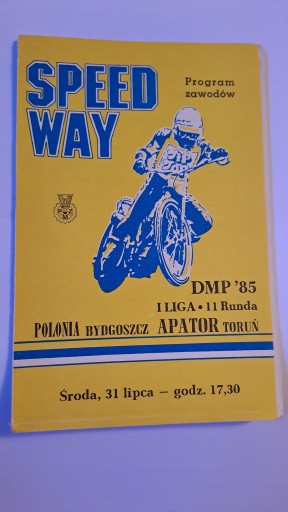 SPEED
WAY
Program
zawodów
DMP '85
I LIGA • 11 Runda
POLONIA BYDGOSZCZ APATOR TORUŃ
Środa, 31 lipca — godz. 17,30